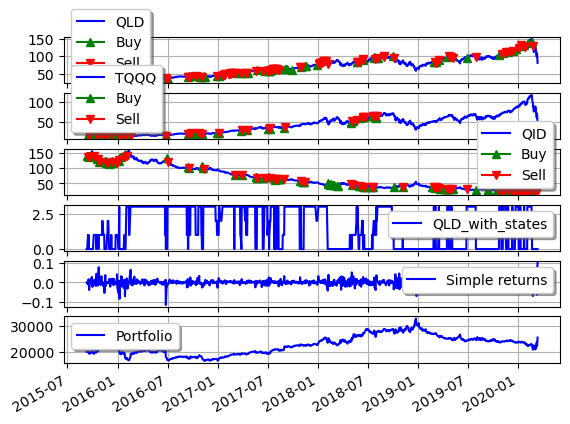 QLD
Buy
Sell
150
100
50
TQQQ
Buy
Sell
100
50
QID
Buy
Sell
150
100
50
QLD_with_states
2.5
0.0
Simple returns
0.1
0.0
−0.1
Portfolio
30000
20000
2015-07
2016-01
2016-07
2017-01
2017-07
2018-01
2018-07
2019-01
2019-07
2020-01